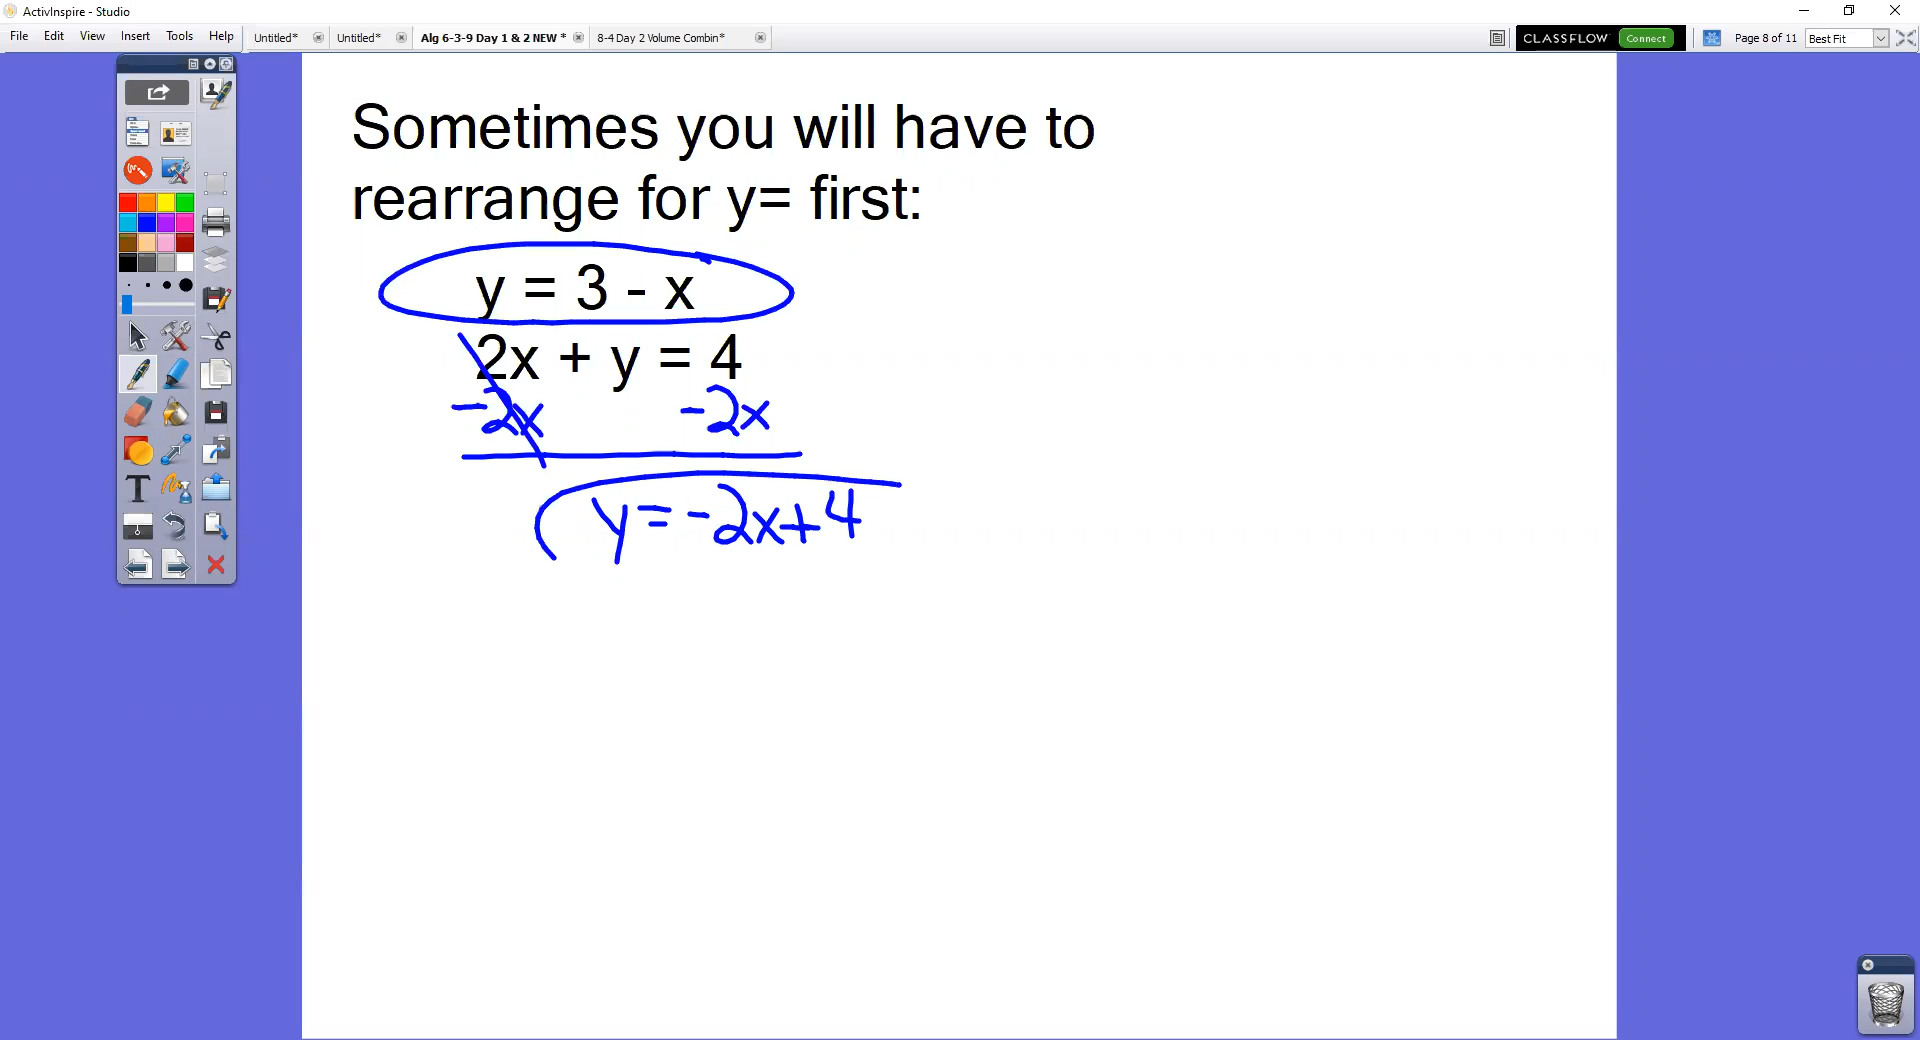 ActivInspire - Studio
File Edit View Insert Tools Help
Untitled* Untitled* Alg 6-3-9 Day 1 & 2 NEW * 8-4 Day 2 Volume Combin*
CLASSFLOW Connect Page 8 of 11 Best Fit
Sometimes you will have to
rearrange for y= first:
y = 3 - x
2x + y = 4
-2x -2x
y = -2x+4